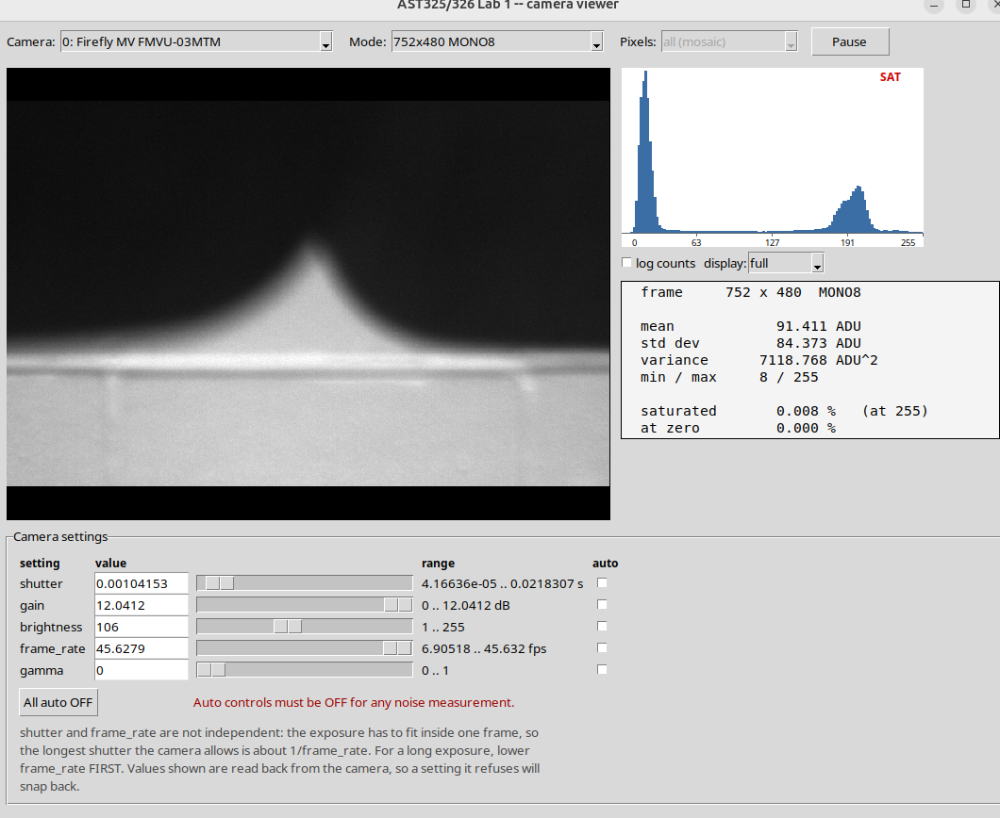 AST325/326 Lab 1 -- camera viewer
Camera: 0: Firefly MV FMVU-03MTM Mode: 752x480 MONO8 Pixels: all (mosaic) Pause
SAT
0 63 127 191 255
log counts display: full
frame 752 x 480 MONO8
mean 91.411 ADU
std dev 84.373 ADU
variance 7118.768 ADU^2
min / max 8 / 255
saturated 0.008 % (at 255)
at zero 0.000 %
Camera settings
setting value range auto
shutter 0.00104153 4.16636e-05 .. 0.0218307 s
gain 12.0412 0 .. 12.0412 dB
brightness 106 1 .. 255
frame_rate 45.6279 6.90518 .. 45.632 fps
gamma 0 0 .. 1
All auto OFF Auto controls must be OFF for any noise measurement.
shutter and frame_rate are not independent: the exposure has to fit inside one frame, so
the longest shutter the camera allows is about 1/frame_rate. For a long exposure, lower
frame_rate FIRST. Values shown are read back from the camera, so a setting it refuses will
snap back.